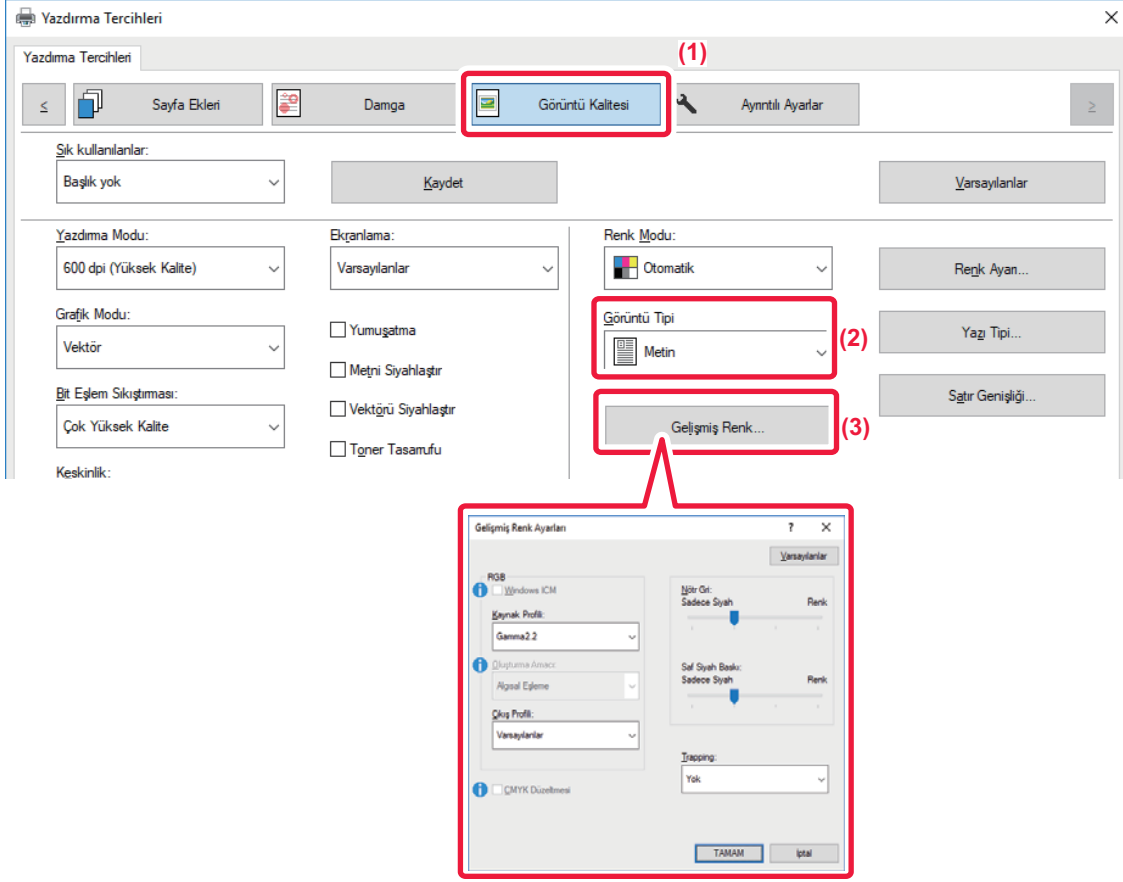 Yazdırma Tercihleri
Yazdırma Tercihleri
(1)
<
Sayfa Ekleri
Damga
Görüntü Kalitesi
Ayrıntılı Ayarlar
>
Sık kullanılanlar:
Başlık yok
Kaydet
Varsayılanlar
Yazdırma Modu:
600 dpi (Yüksek Kalite)
Grafik Modu:
Vektör
Bit Eşlem Sıkıştırması:
Çok Yüksek Kalite
Keskinlik:
Ekranlama:
Varsayılanlar
Yumuşatma
Metni Siyahlaştır
Vektörü Siyahlaştır
Toner Tasarrufu
Renk Modu:
Otomatik
Görüntü Tipi
Metin
(2)
Gelişmiş Renk...
(3)
Renk Ayarı...
Yazı Tipi...
Satır Genişliği...
Gelişmiş Renk Ayarları
?
Varsayılanlar
RGB
Windows ICM
Kaynak Profili:
Gamma2.2
Oluşturma Amacı:
Algısal Eşleme
Çıkış Profili:
Varsayılanlar
CMYK Düzeltmesi
Nötr Gri:
Sadece Siyah Renk
Saf Siyah Baskı:
Sadece Siyah Renk
Trapping:
Yok
TAMAM
İptal